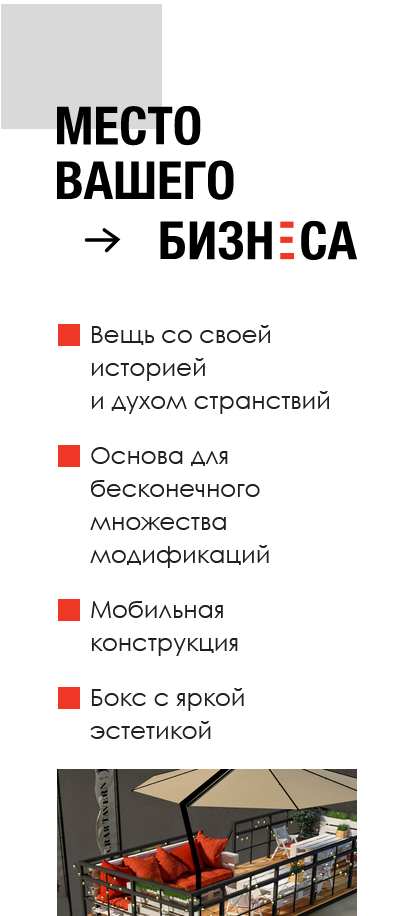 МЕСТО
ВАШЕГО
→ БИЗНЕСА
Вещь со своей
историей
и духом странствий
Основа для
бесконечного
множества
модификаций
Мобильная
конструкция
Бокс с яркой
эстетикой